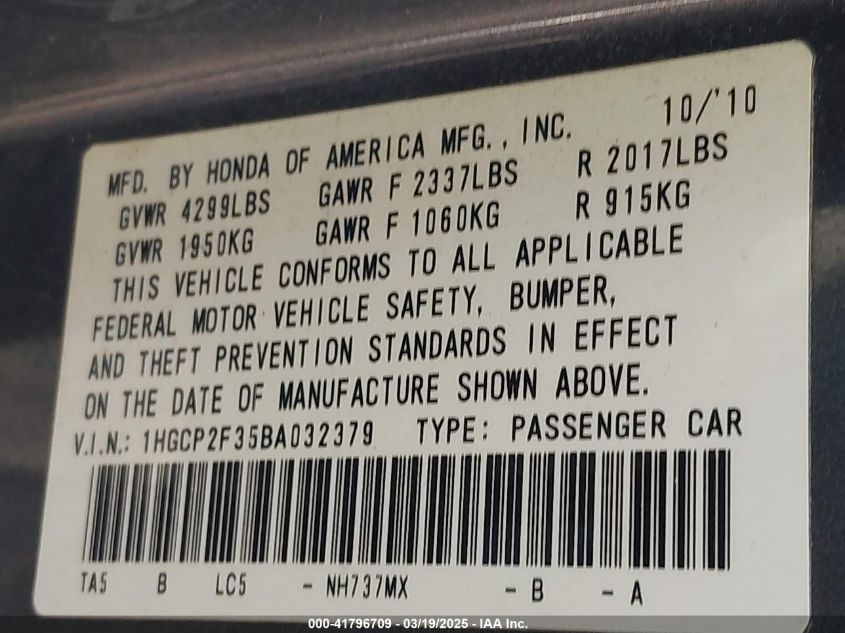 10/'10
MFD. BY HONDA OF AMERICA MFG., INC.
GVWR 4299LBS GAWR F 2337LBS R 2017LBS
GVWR 1950KG GAWR F 1060KG R 915KG
THIS VEHICLE CONFORMS TO ALL APPLICABLE
FEDERAL MOTOR VEHICLE SAFETY, BUMPER,
AND THEFT PREVENTION STANDARDS IN EFFECT
ON THE DATE OF MANUFACTURE SHOWN ABOVE.
V.I.N.: 1HGCP2F35BA032379 TYPE: PASSENGER CAR
TA5 B LC5 - NH737MX - B - A
000-41796709 - 03/19/2025 - IAA Inc.